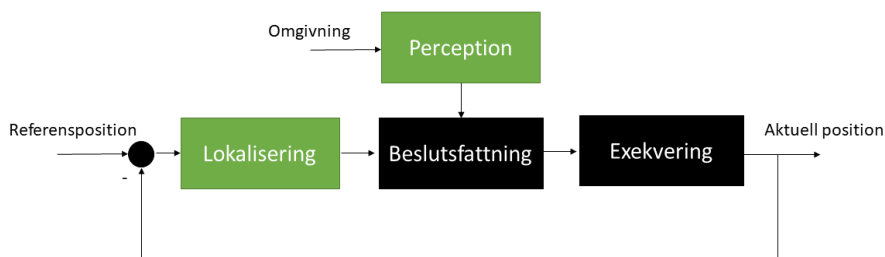 Omgivning
Perception
Referensposition
Lokalisering
Beslutsfattning
Exekvering
Aktuell position
-